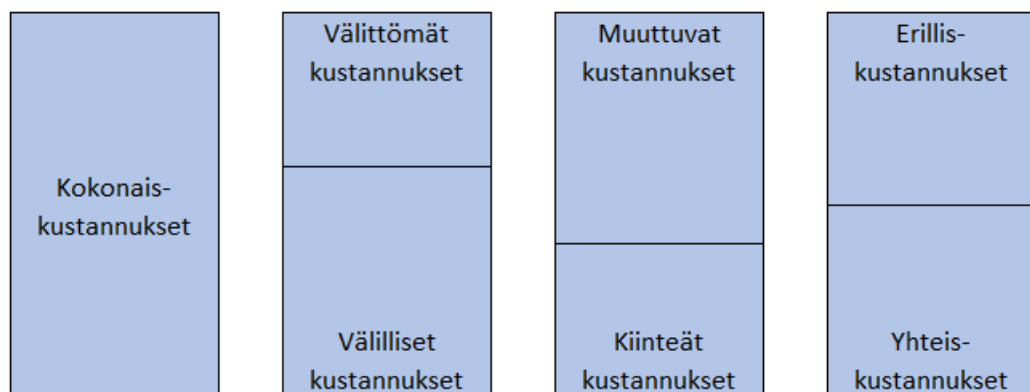 Kokonais-
kustannukset
Välittömät
kustannukset
Välilliset
kustannukset
Muuttuvat
kustannukset
Kiinteät
kustannukset
Erillis-
kustannukset
Yhteis-
kustannukset